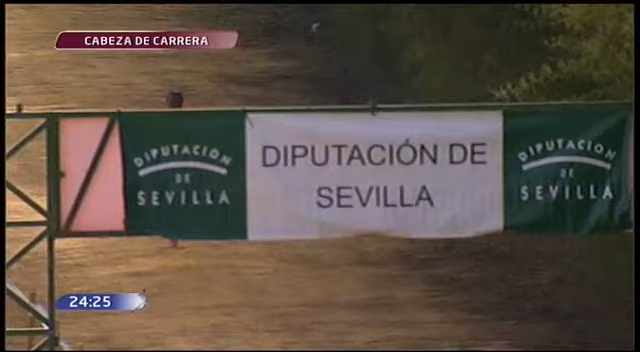 CABEZA DE CARRERA
DIPUTACION
DE
SEVILLA
DIPUTACIÓN DE
SEVILLA
DIPUTACION
DE
SEVILLA
24:25